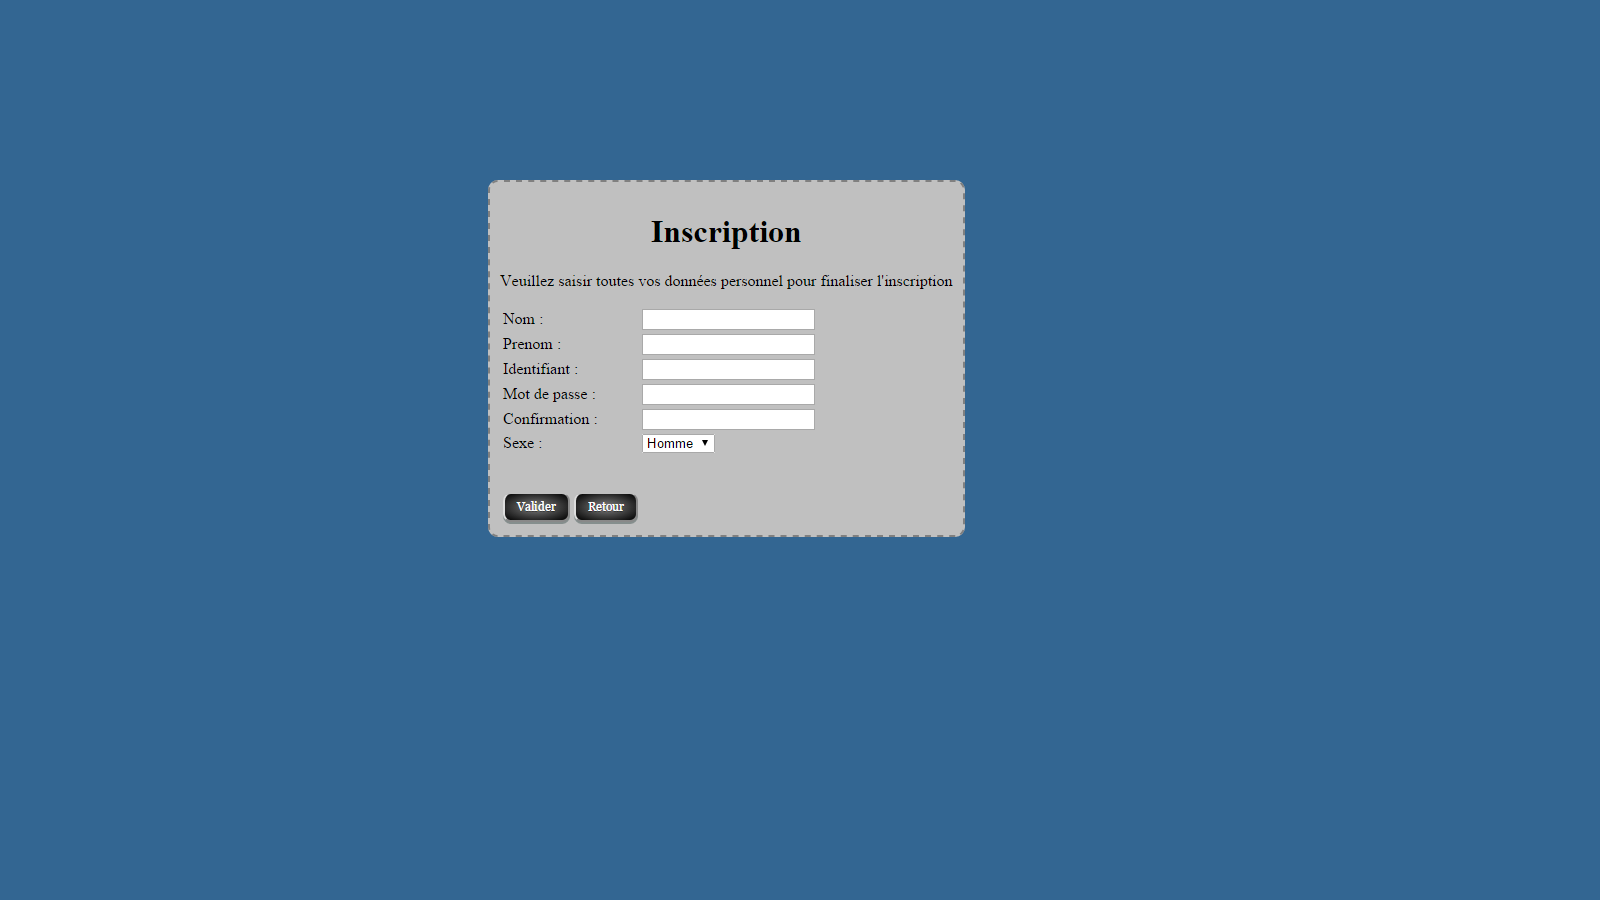 Inscription
Veuillez saisir toutes vos données personnel pour finaliser l'inscription
Nom :
Prenom :
Identifiant :
Mot de passe :
Confirmation :
Sexe : Homme
Valider Retour